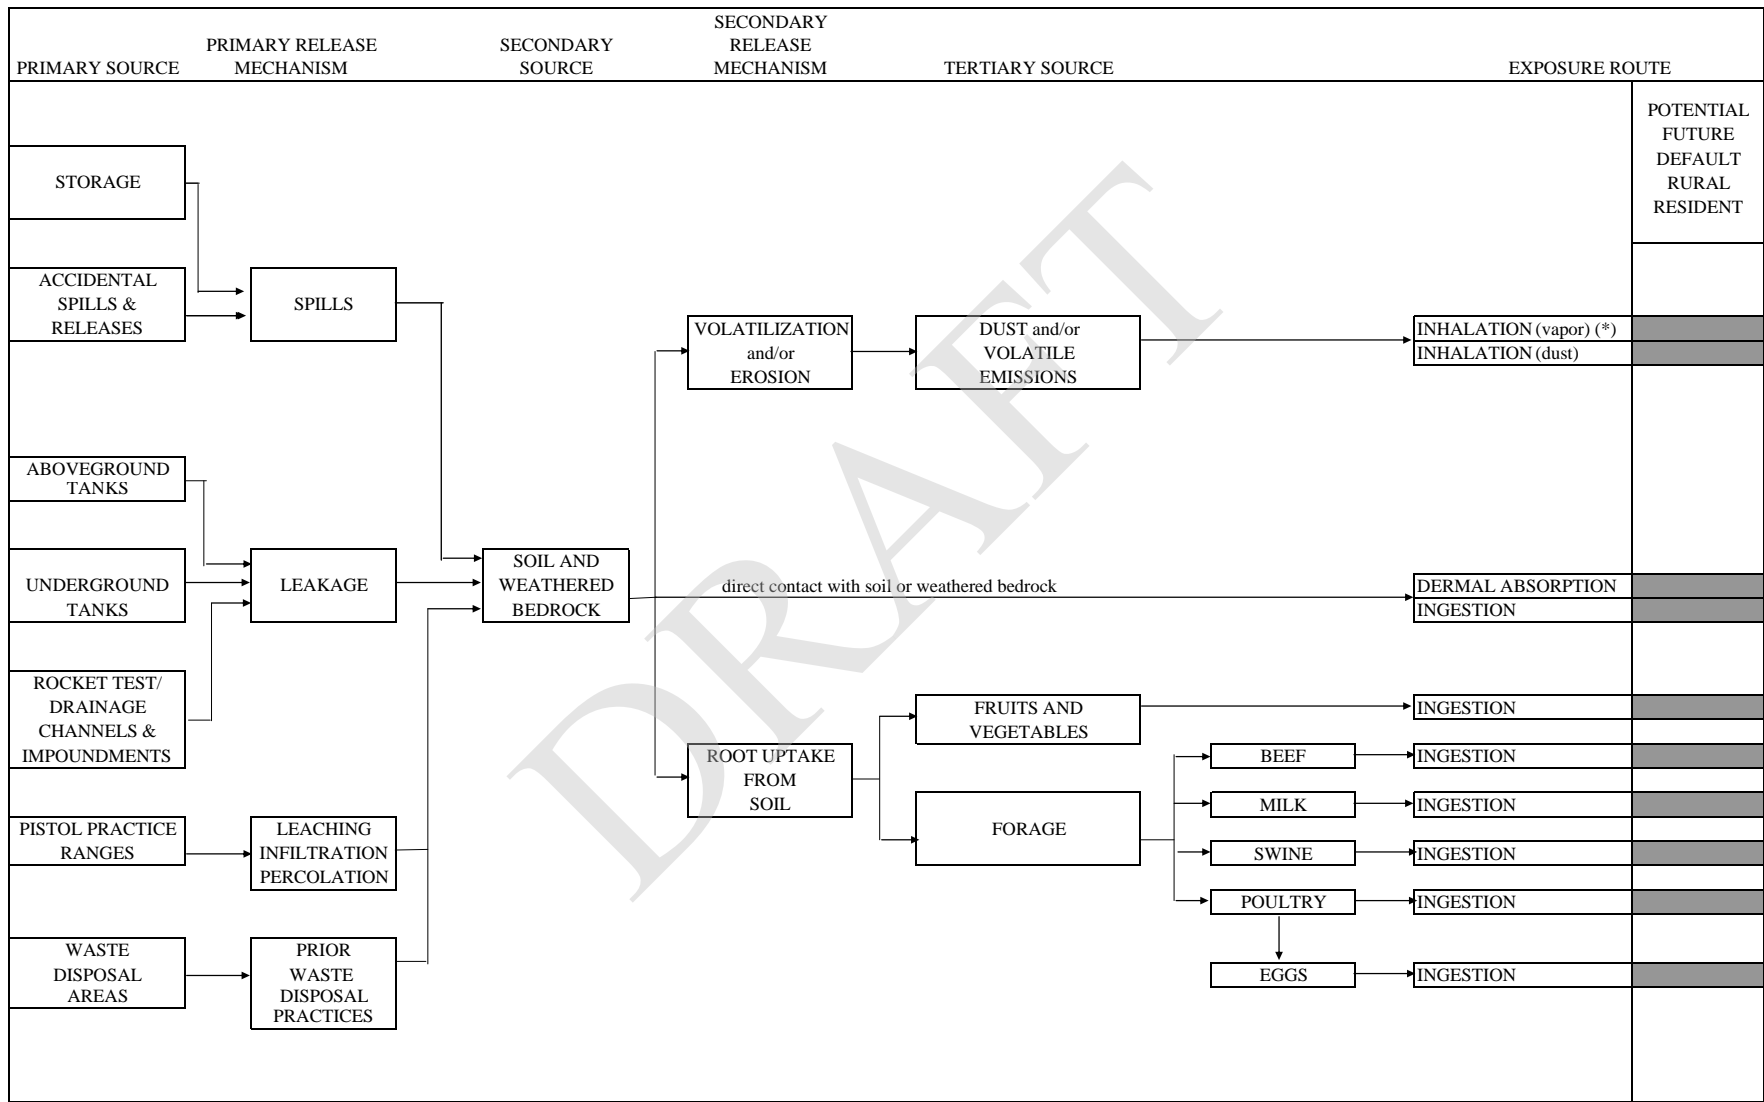 PRIMARY SOURCE
PRIMARY RELEASE
MECHANISM
SECONDARY
SOURCE
SECONDARY
RELEASE
MECHANISM
TERTIARY SOURCE
EXPOSURE ROUTE
POTENTIAL
FUTURE
DEFAULT
RURAL
RESIDENT
STORAGE
ACCIDENTAL
SPILLS &
RELEASES
SPILLS
VOLATILIZATION
and/or
EROSION
DUST and/or
VOLATILE
EMISSIONS
INHALATION (vapor) (*)
INHALATION (dust)
ABOVEGROUND
TANKS
UNDERGROUND
TANKS
LEAKAGE
SOIL AND
WEATHERED
BEDROCK
direct contact with soil or weathered bedrock
DERMAL ABSORPTION
INGESTION
ROCKET TEST/
DRAINAGE
CHANNELS &
IMPOUNDMENTS
FRUITS AND
VEGETABLES
INGESTION
ROOT UPTAKE
FROM
SOIL
BEEF
INGESTION
MILK
INGESTION
FORAGE
SWINE
INGESTION
POULTRY
INGESTION
EGGS
INGESTION
PISTOL PRACTICE
RANGES
LEACHING
INFILTRATION
PERCOLATION
WASTE
DISPOSAL
AREAS
PRIOR
WASTE
DISPOSAL
PRACTICES
DRAFT